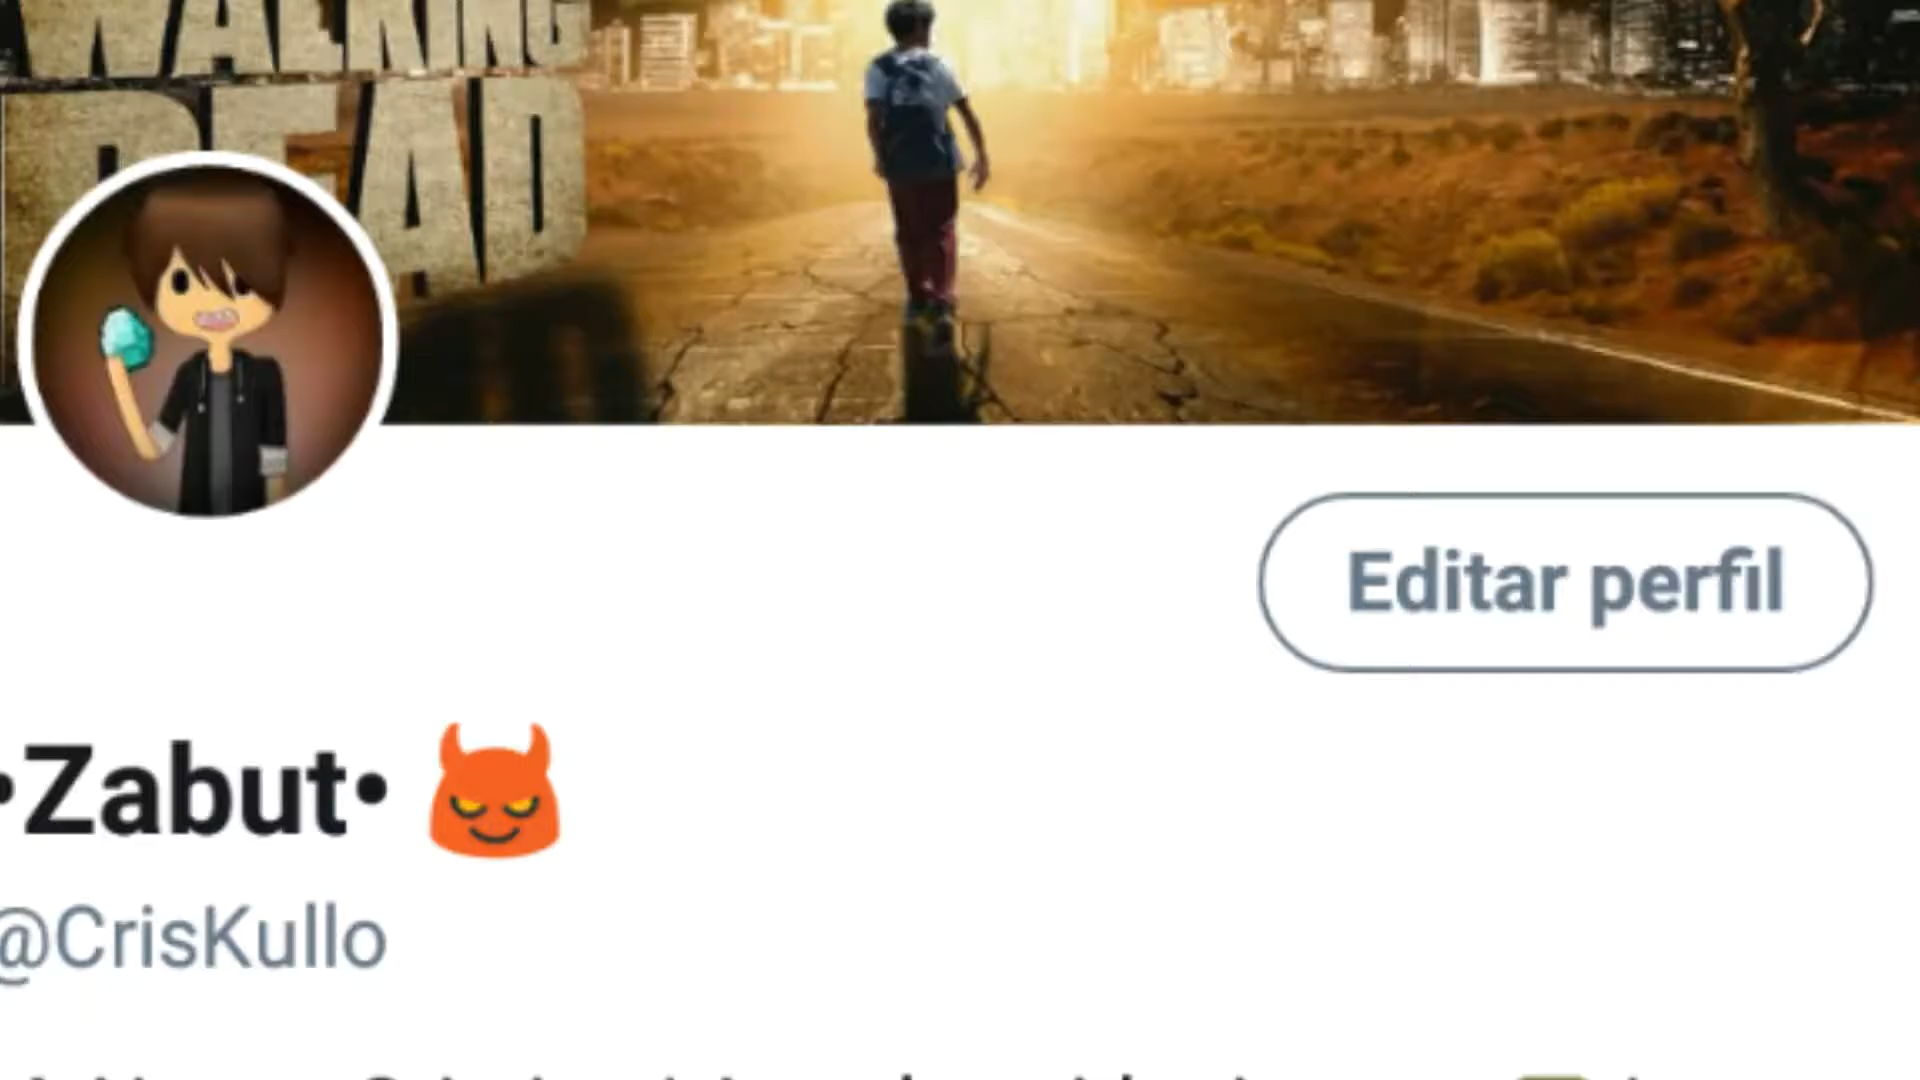 WALKING
DEAD
Editar perfil
•Zabut• 😈
@CrisKullo